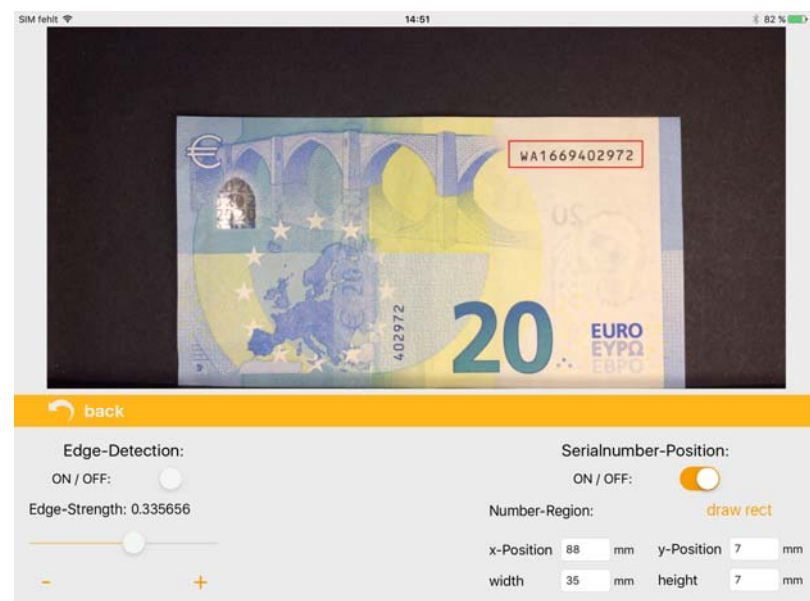 SIM fehlt
14:51
82 %
WA1669402972
20
402972
20
EURO
ΕΥΡΩ
ЕВРО
back
Edge-Detection:
ON / OFF:
Edge-Strength: 0.335656
-
+
Serialnumber-Position:
ON / OFF:
Number-Region:
draw rect
x-Position 88 mm y-Position 7 mm
width 35 mm height 7 mm